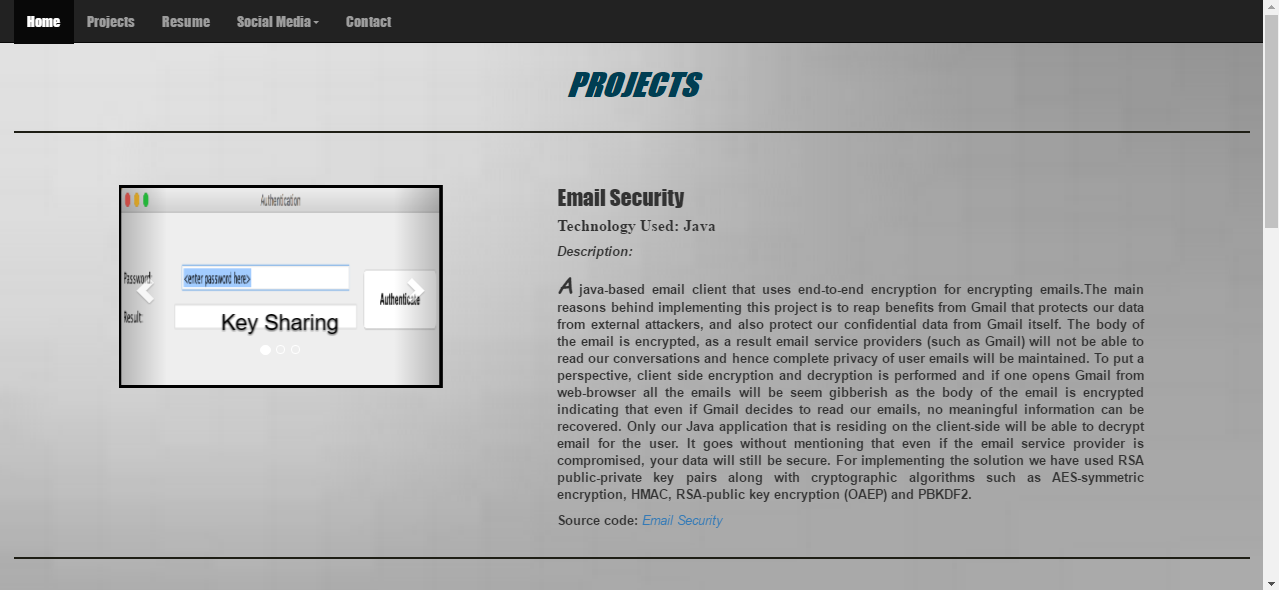 Home Projects Resume Social Media Contact
PROJECTS
Authentication
Password:
<enter password here>
Authenticate
Result:
Key Sharing
Email Security
Technology Used: Java
Description:
A java-based email client that uses end-to-end encryption for encrypting emails.The main
reasons behind implementing this project is to reap benefits from Gmail that protects our data
from external attackers, and also protect our confidential data from Gmail itself. The body of
the email is encrypted, as a result email service providers (such as Gmail) will not be able to
read our conversations and hence complete privacy of user emails will be maintained. To put a
perspective, client side encryption and decryption is performed and if one opens Gmail from
web-browser all the emails will be seem gibberish as the body of the email is encrypted
indicating that even if Gmail decides to read our emails, no meaningful information can be
recovered. Only our Java application that is residing on the client-side will be able to decrypt
email for the user. It goes without mentioning that even if the email service provider is
compromised, your data will still be secure. For implementing the solution we have used RSA
public-private key pairs along with cryptographic algorithms such as AES-symmetric
encryption, HMAC, RSA-public key encryption (OAEP) and PBKDF2.
Source code: Email Security